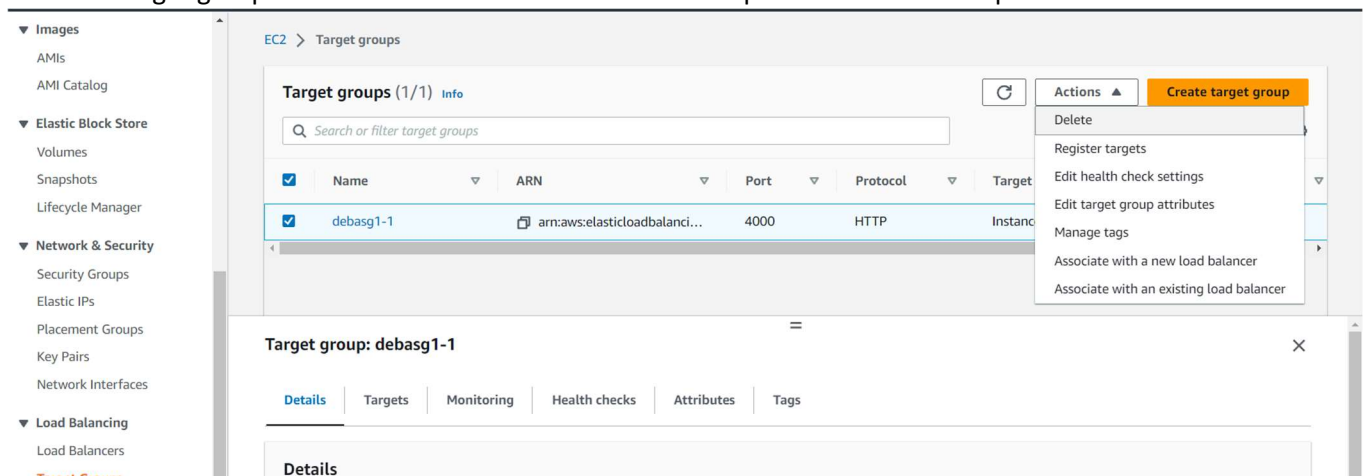 ▼ Images
AMIs
AMI Catalog
▼ Elastic Block Store
Volumes
Snapshots
Lifecycle Manager
▼ Network & Security
Security Groups
Elastic IPs
Placement Groups
Key Pairs
Network Interfaces
▼ Load Balancing
Load Balancers
Target Groups
EC2 > Target groups
Target groups (1/1) Info
Actions ▲
Create target group
Search or filter target groups
Name ARN Port Protocol Target
debasg1-1 arn:aws:elasticloadbalanci... 4000 HTTP Instanc
Delete
Register targets
Edit health check settings
Edit target group attributes
Manage tags
Associate with a new load balancer
Associate with an existing load balancer
Target group: debasg1-1
Details Targets Monitoring Health checks Attributes Tags
Details